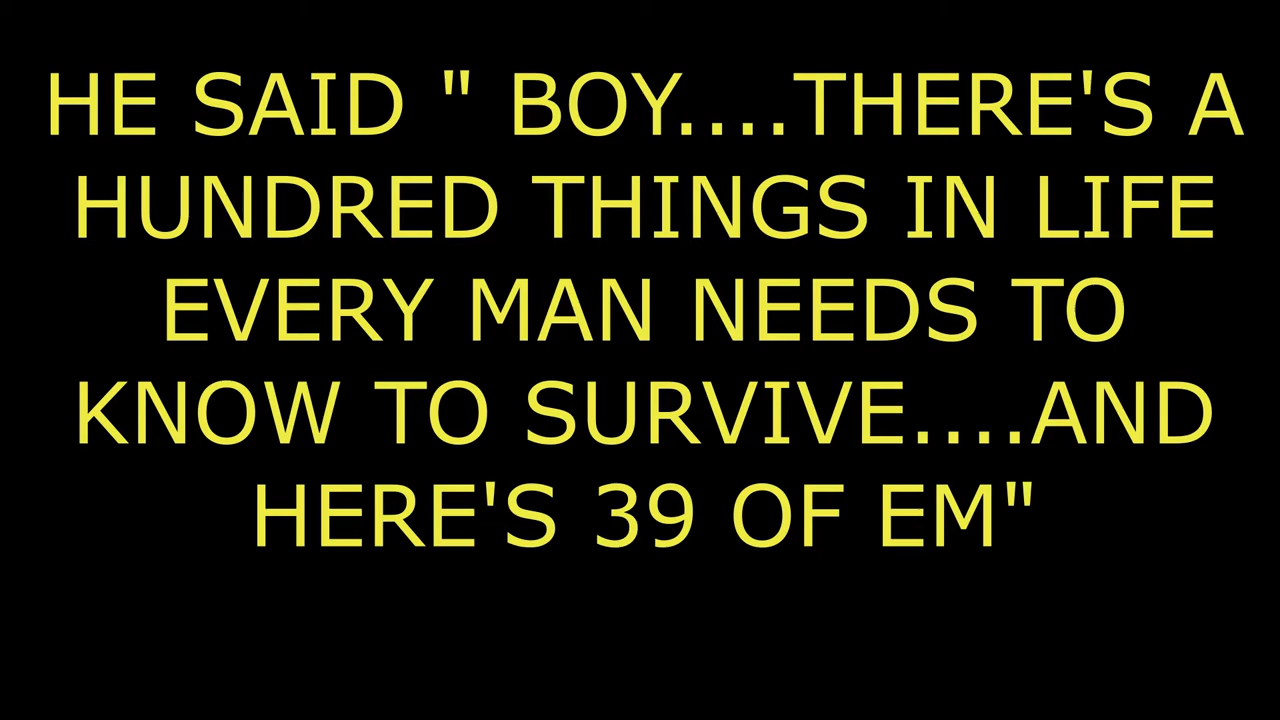 HE SAID " BOY....THERE'S A
HUNDRED THINGS IN LIFE
EVERY MAN NEEDS TO
KNOW TO SURVIVE....AND
HERE'S 39 OF EM"